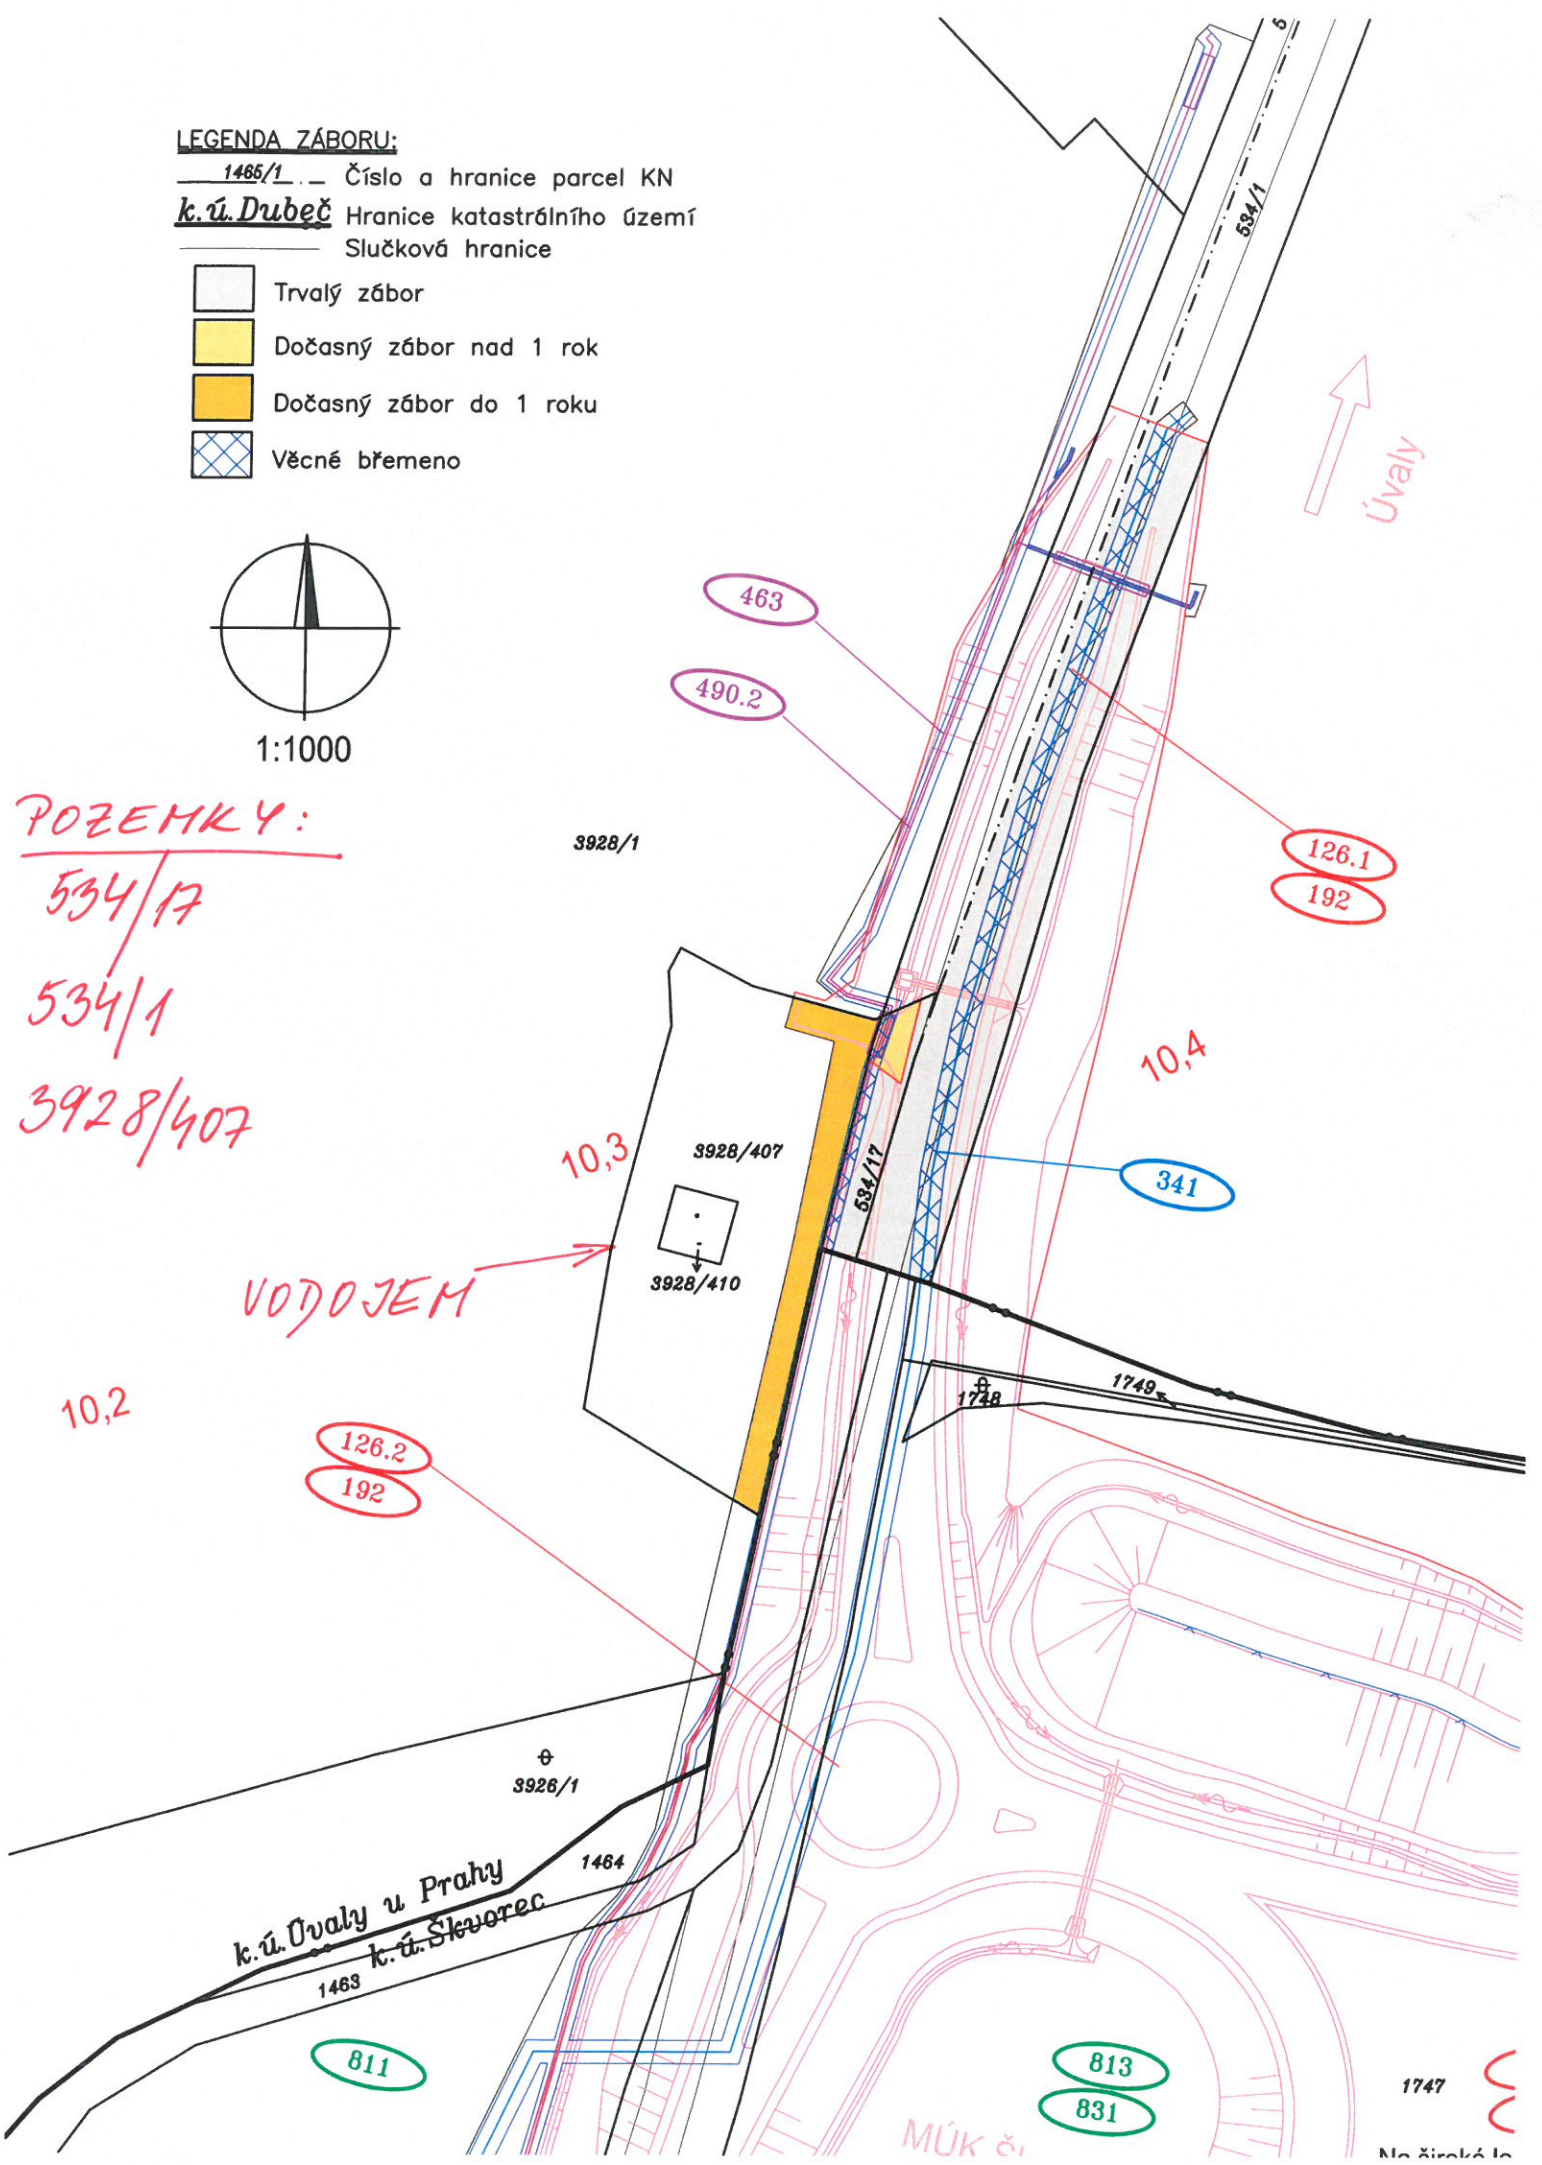 LEGENDA ZÁBORU:
1465/1 Číslo a hranice parcel KN
k.ú.Dubeč Hranice katastrálního území
Slučková hranice
Trvalý zábor
Dočasný zábor nad 1 rok
Dočasný zábor do 1 roku
Věcné břemeno
1:1000
5
534/1
Úvaly
463
490.2
POZEMKY:
534/17
534/1
3928/407
3928/1
126.1
192
10,4
10,3
3928/407
534/17
341
3928/410
VODOJEM
10,2
1748
1749
126.2
192
3926/1
1464
k.ú.Úvaly u Prahy
k.ú.Škvorec
1463
811
813
831
1747
MÚK